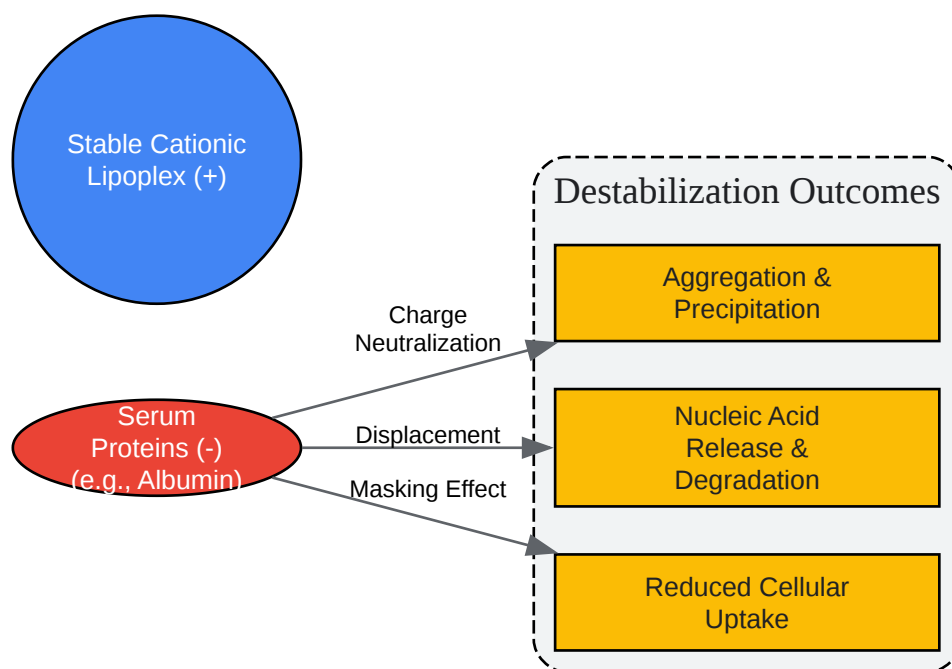 Stable Cationic
Lipoplex (+)
Destabilization Outcomes
Aggregation &
Precipitation
Charge
Neutralization
Serum
Proteins (-)
(e.g., Albumin)
Displacement
Nucleic Acid
Release &
Degradation
Masking Effect
Reduced Cellular
Uptake